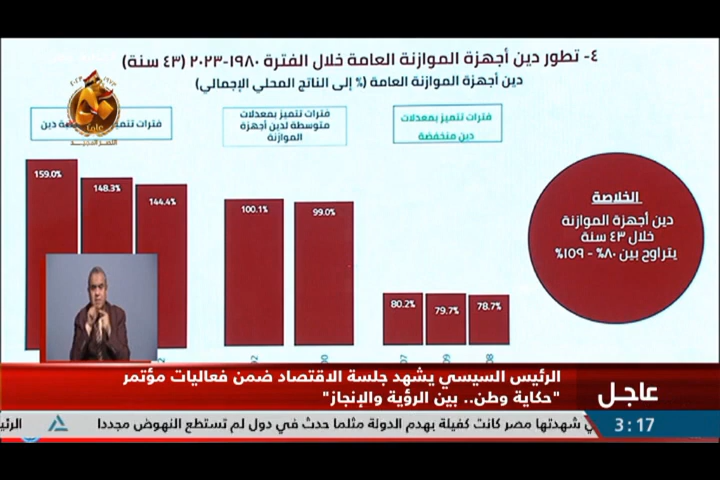 ٤- تطور دين أجهزة الموازنة العامة خلال الفترة ١٩٨٠-٢٠٢٣ (٤٣ سنة)
دين أجهزة الموازنة العامة (% إلى الناتج المحلي الإجمالي)
فترات تتميز بمعدلات
دين منخفضة
فترات تتميز بمعدلات
متوسطة لدين أجهزة
الموازنة
فترات دين
النصر المجيد
159.0%
148.3%
144.4%
100.1%
99.0%
80.2%
79.7%
78.7%
الخلاصة
دين أجهزة الموازنة
خلال ٤٣ سنة
يتراوح بين ٨٠% - ١٥٩%
عاجل
الرئيس السيسي يشهد جلسة الاقتصاد ضمن فعاليات مؤتمر
"حكاية وطن.. بين الرؤية والإنجاز"
3:17
شهدتها مصر كانت كفيلة بهدم الدولة مثلما حدث في دول لم تستطع النهوض مجددا